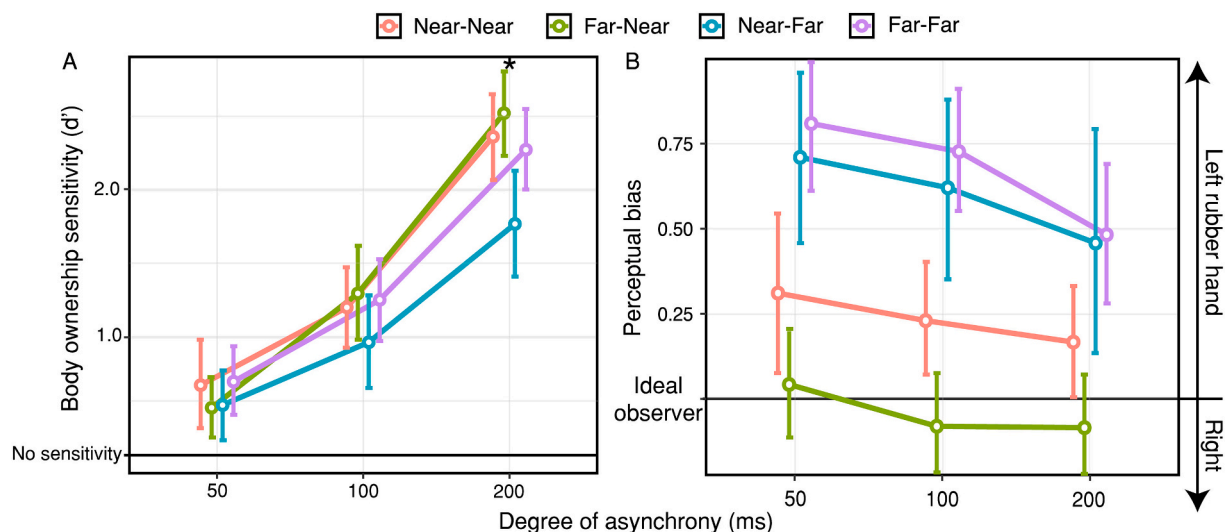 Near-Near Far-Near Near-Far Far-Far
A
Body ownership sensitivity (d')
2.0
1.0
No sensitivity
*
50 100 200
B
Perceptual bias
0.75
0.50
0.25
Ideal
observer
50 100 200
Left rubber hand
Right
Degree of asynchrony (ms)